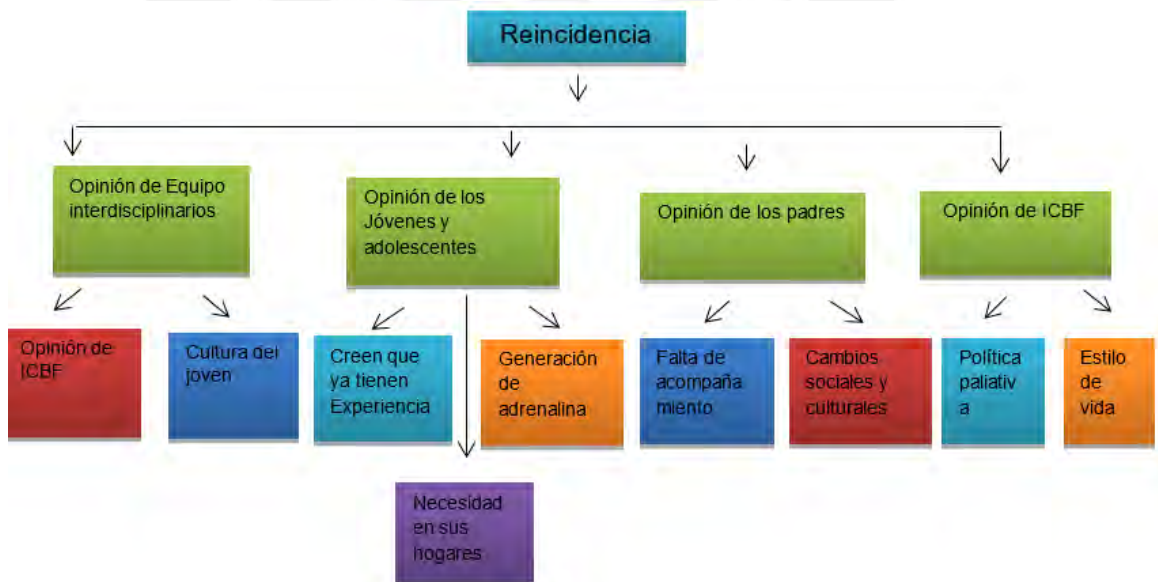 Reincidencia
Opinión de Equipo
interdisciplinarios
Opinión de los
Jóvenes y
adolescentes
Opinión de los padres
Opinión de ICBF
Opinión de
ICBF
Cultura del
joven
Creen que
ya tienen
Experiencia
Generación
de
adrenalina
Falta de
acompaña
miento
Cambios
sociales y
culturales
Política
paliativ
a
Estilo
de
vida
Necesidad
en sus
hogares